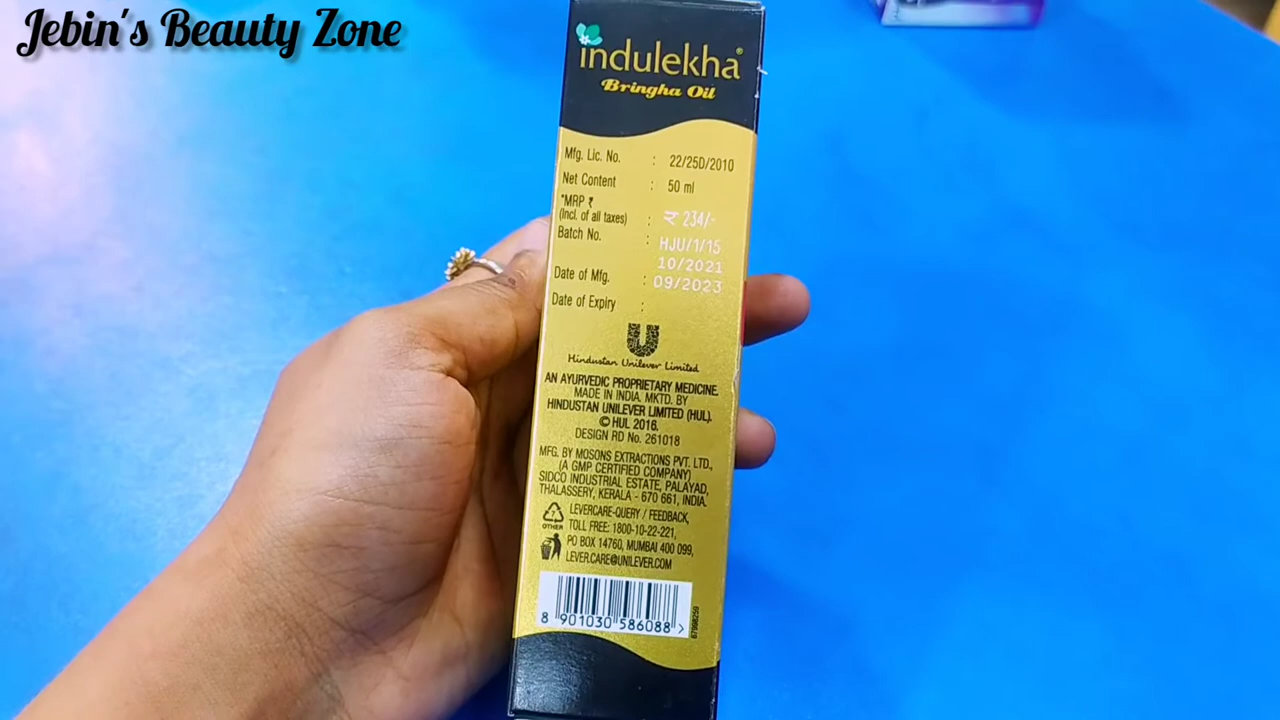 Jebin's Beauty Zone
indulekha®
Bringha Oil
Mfg. Lic. No. : 22/25D/2010
Net Content : 50 ml
*MRP ₹
(Incl. of all taxes) : ₹ 234/-
Batch No. : HJU/1/15
10/2021
Date of Mfg. : 09/2023
Date of Expiry :
Hindustan Unilever Limited
AN AYURVEDIC PROPRIETARY MEDICINE.
MADE IN INDIA. MKTD. BY
HINDUSTAN UNILEVER LIMITED (HUL).
© HUL 2016.
DESIGN RD No. 261018
MFG. BY MOSONS EXTRACTIONS PVT. LTD.,
(A GMP CERTIFIED COMPANY)
SIDCO INDUSTRIAL ESTATE, PALAYAD,
THALASSERY, KERALA - 670 661, INDIA.
LEVERCARE-QUERY / FEEDBACK,
TOLL FREE: 1800-10-22-221,
OTHER
PO BOX 14760, MUMBAI 400 099,
LEVER.CARE@UNILEVER.COM
8 901030 586088 >